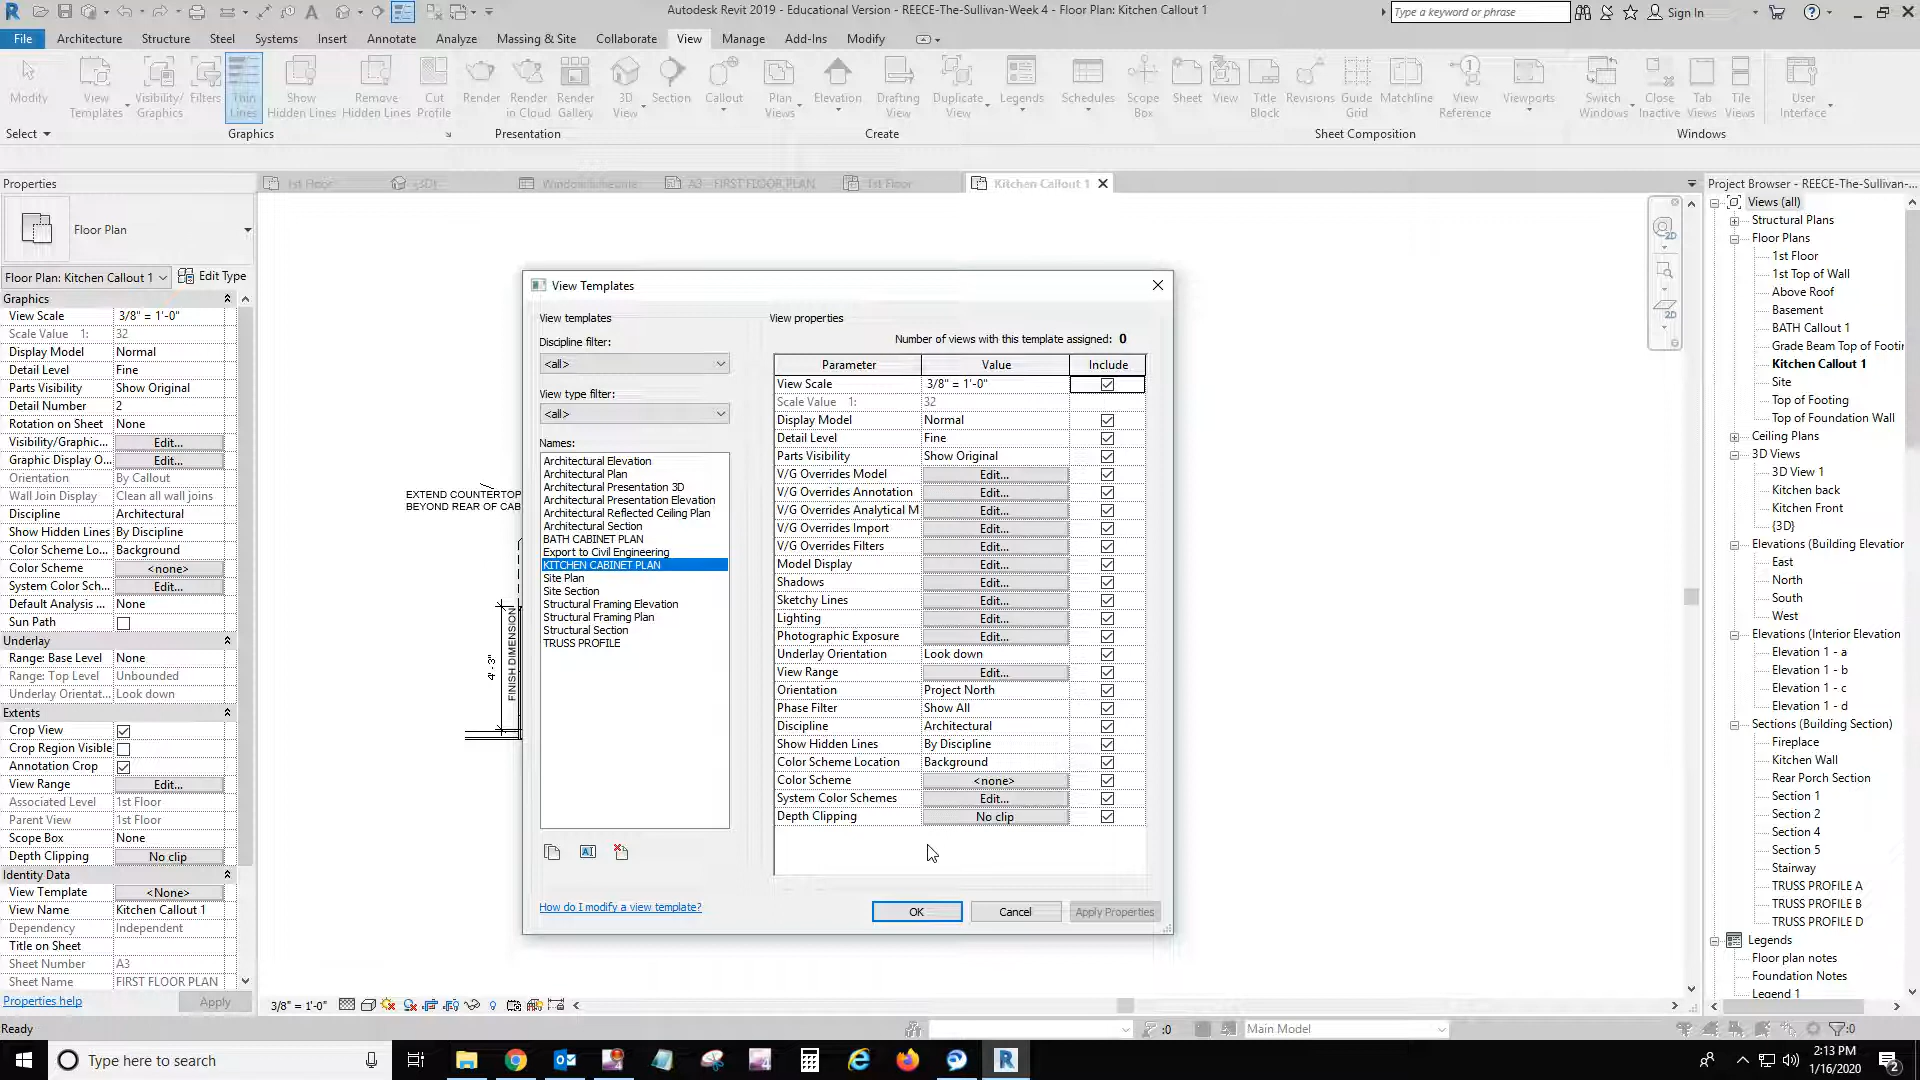 Autodesk Revit 2019 - Educational Version - REECE-The-Sullivan-Week 4 - Floor Plan: Kitchen Callout 1
Type a keyword or phrase
Sign In
File Architecture Structure Steel Systems Insert Annotate Analyze Massing & Site Collaborate View Manage Add-Ins Modify
Modify View Templates Visibility/ Graphics Filters Thin Lines Show Hidden Lines Remove Hidden Lines Cut Profile Render Render in Cloud Render Gallery 3D View Section Callout Plan Views Elevation Drafting View Duplicate View Legends Schedules Scope Box Sheet View Title Block Revisions Guide Grid Matchline View Reference Viewports Switch Windows Close Inactive Tab Views Tile Views User Interface
Select Graphics Presentation Create Sheet Composition Windows
Properties
1st Floor {3D} A3 - FIRST FLOOR PLAN 1st Floor Kitchen Callout 1
Floor Plan
Floor Plan: Kitchen Callout 1 Edit Type
Graphics
View Scale 3/8" = 1'-0"
Scale Value 1: 32
Display Model Normal
Detail Level Fine
Parts Visibility Show Original
Detail Number 2
Rotation on Sheet None
Visibility/Graphic... Edit...
Graphic Display O... Edit...
Orientation By Callout
Wall Join Display Clean all wall joins
Discipline Architectural
Show Hidden Lines By Discipline
Color Scheme Lo... Background
Color Scheme <none>
System Color Sch... Edit...
Default Analysis ... None
Sun Path
Underlay
Range: Base Level None
Range: Top Level Unbounded
Underlay Orientat... Look down
Extents
Crop View
Crop Region Visible
Annotation Crop
View Range Edit...
Associated Level 1st Floor
Parent View 1st Floor
Scope Box None
Depth Clipping No clip
Identity Data
View Template <None>
View Name Kitchen Callout 1
Dependency Independent
Title on Sheet
Sheet Number A3
Sheet Name FIRST FLOOR PLAN
Properties help Apply
EXTEND COUNTERTOP
BEYOND REAR OF CAB
4' - 3"
FINISH DIMENSION
View Templates
View templates
Discipline filter:
<all>
View type filter:
<all>
Names:
Architectural Elevation
Architectural Plan
Architectural Presentation 3D
Architectural Presentation Elevation
Architectural Reflected Ceiling Plan
Architectural Section
BATH CABINET PLAN
Export to Civil Engineering
KITCHEN CABINET PLAN
Site Plan
Site Section
Structural Framing Elevation
Structural Framing Plan
Structural Section
TRUSS PROFILE
How do I modify a view template?
View properties
Number of views with this template assigned: 0
Parameter Value Include
View Scale 3/8" = 1'-0"
Scale Value 1: 32
Display Model Normal
Detail Level Fine
Parts Visibility Show Original
V/G Overrides Model Edit...
V/G Overrides Annotation Edit...
V/G Overrides Analytical M Edit...
V/G Overrides Import Edit...
V/G Overrides Filters Edit...
Model Display Edit...
Shadows Edit...
Sketchy Lines Edit...
Lighting Edit...
Photographic Exposure Edit...
Underlay Orientation Look down
View Range Edit...
Orientation Project North
Phase Filter Show All
Discipline Architectural
Show Hidden Lines By Discipline
Color Scheme Location Background
Color Scheme <none>
System Color Schemes Edit...
Depth Clipping No clip
OK Cancel Apply Properties
Project Browser - REECE-The-Sullivan-...
Views (all)
Structural Plans
Floor Plans
1st Floor
1st Top of Wall
Above Roof
Basement
BATH Callout 1
Grade Beam Top of Footin
Kitchen Callout 1
Site
Top of Footing
Top of Foundation Wall
Ceiling Plans
3D Views
3D View 1
Kitchen back
Kitchen Front
{3D}
Elevations (Building Elevation
East
North
South
West
Elevations (Interior Elevation
Elevation 1 - a
Elevation 1 - b
Elevation 1 - c
Elevation 1 - d
Sections (Building Section)
Fireplace
Kitchen Wall
Rear Porch Section
Section 1
Section 2
Section 4
Section 5
Stairway
TRUSS PROFILE A
TRUSS PROFILE B
TRUSS PROFILE D
Legends
Floor plan notes
Foundation Notes
Legend 1
2D
2D
3/8" = 1'-0"
Ready :0 Main Model :0
Type here to search
2:13 PM
1/16/2020
2